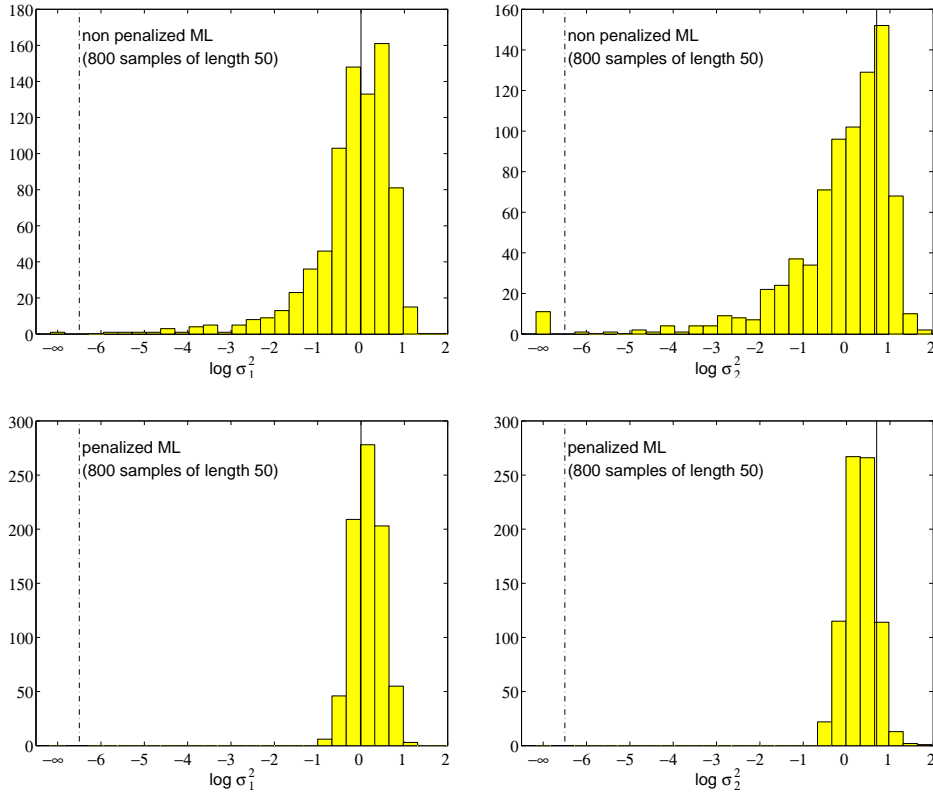 180
160
140
120
100
80
60
40
20
0
non penalized ML
(800 samples of length 50)
−∞ −6 −5 −4 −3 −2 −1 0 1 2
log σ₁²
160
140
120
100
80
60
40
20
0
non penalized ML
(800 samples of length 50)
−∞ −6 −5 −4 −3 −2 −1 0 1 2
log σ₂²
300
250
200
150
100
50
0
penalized ML
(800 samples of length 50)
−∞ −6 −5 −4 −3 −2 −1 0 1 2
log σ₁²
300
250
200
150
100
50
0
penalized ML
(800 samples of length 50)
−∞ −6 −5 −4 −3 −2 −1 0 1 2
log σ₂²